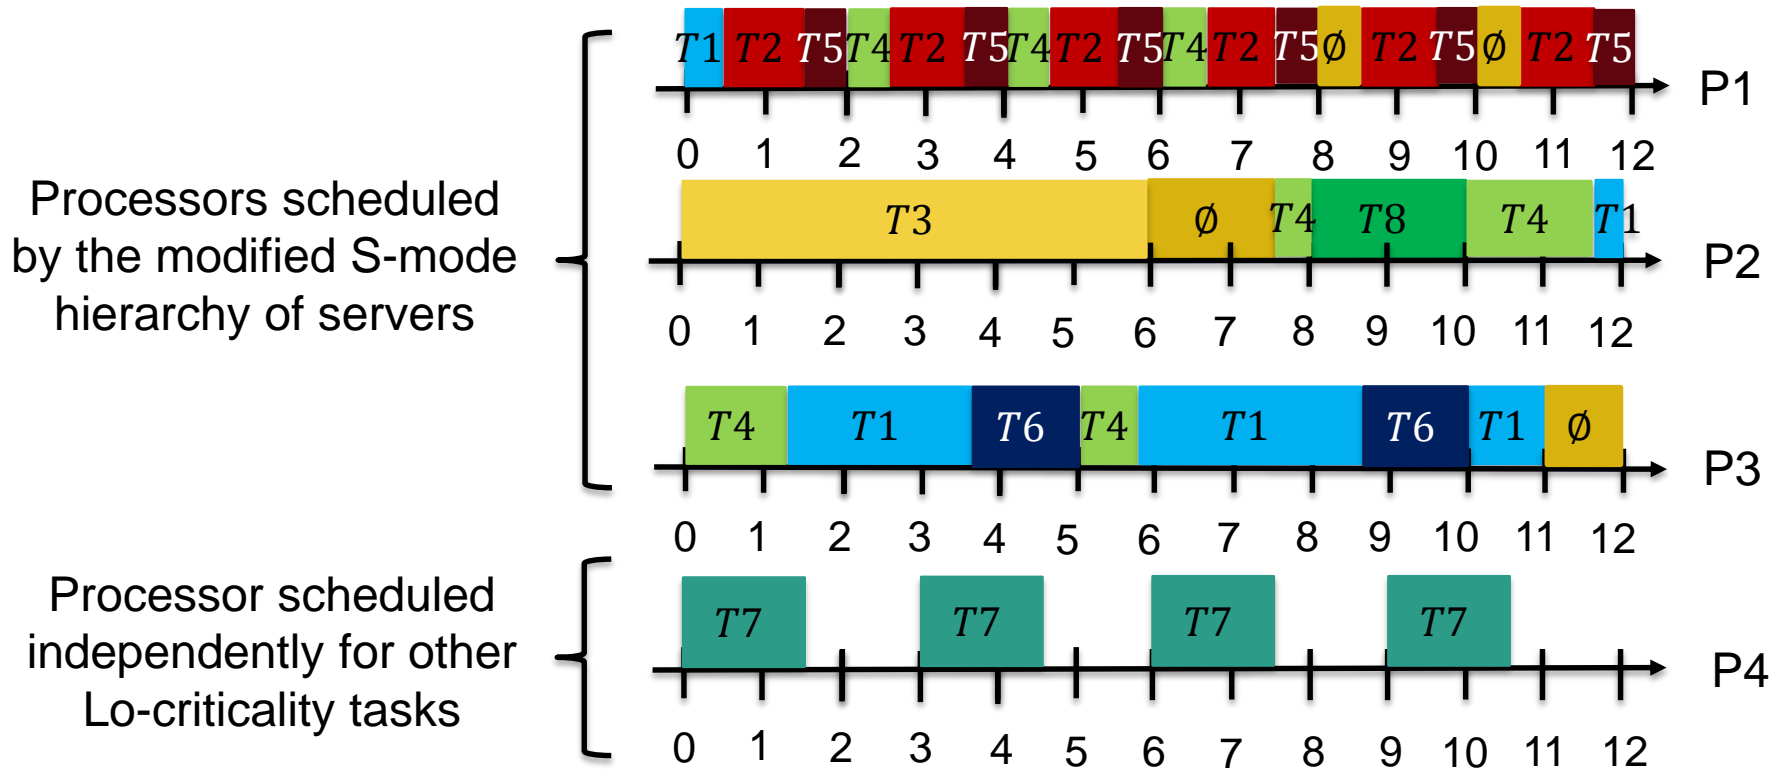 T1 T2 T5 T4 T2 T5 T4 T2 T5 T4 T2 T5 ∅ T2 T5 ∅ T2 T5
P1
0 1 2 3 4 5 6 7 8 9 10 11 12
Processors scheduled
by the modified S-mode
hierarchy of servers
T3 ∅ T4 T8 T4 T1
P2
0 1 2 3 4 5 6 7 8 9 10 11 12
T4 T1 T6 T4 T1 T6 T1 ∅
P3
0 1 2 3 4 5 6 7 8 9 10 11 12
Processor scheduled
independently for other
Lo-criticality tasks
T7 T7 T7 T7
P4
0 1 2 3 4 5 6 7 8 9 10 11 12